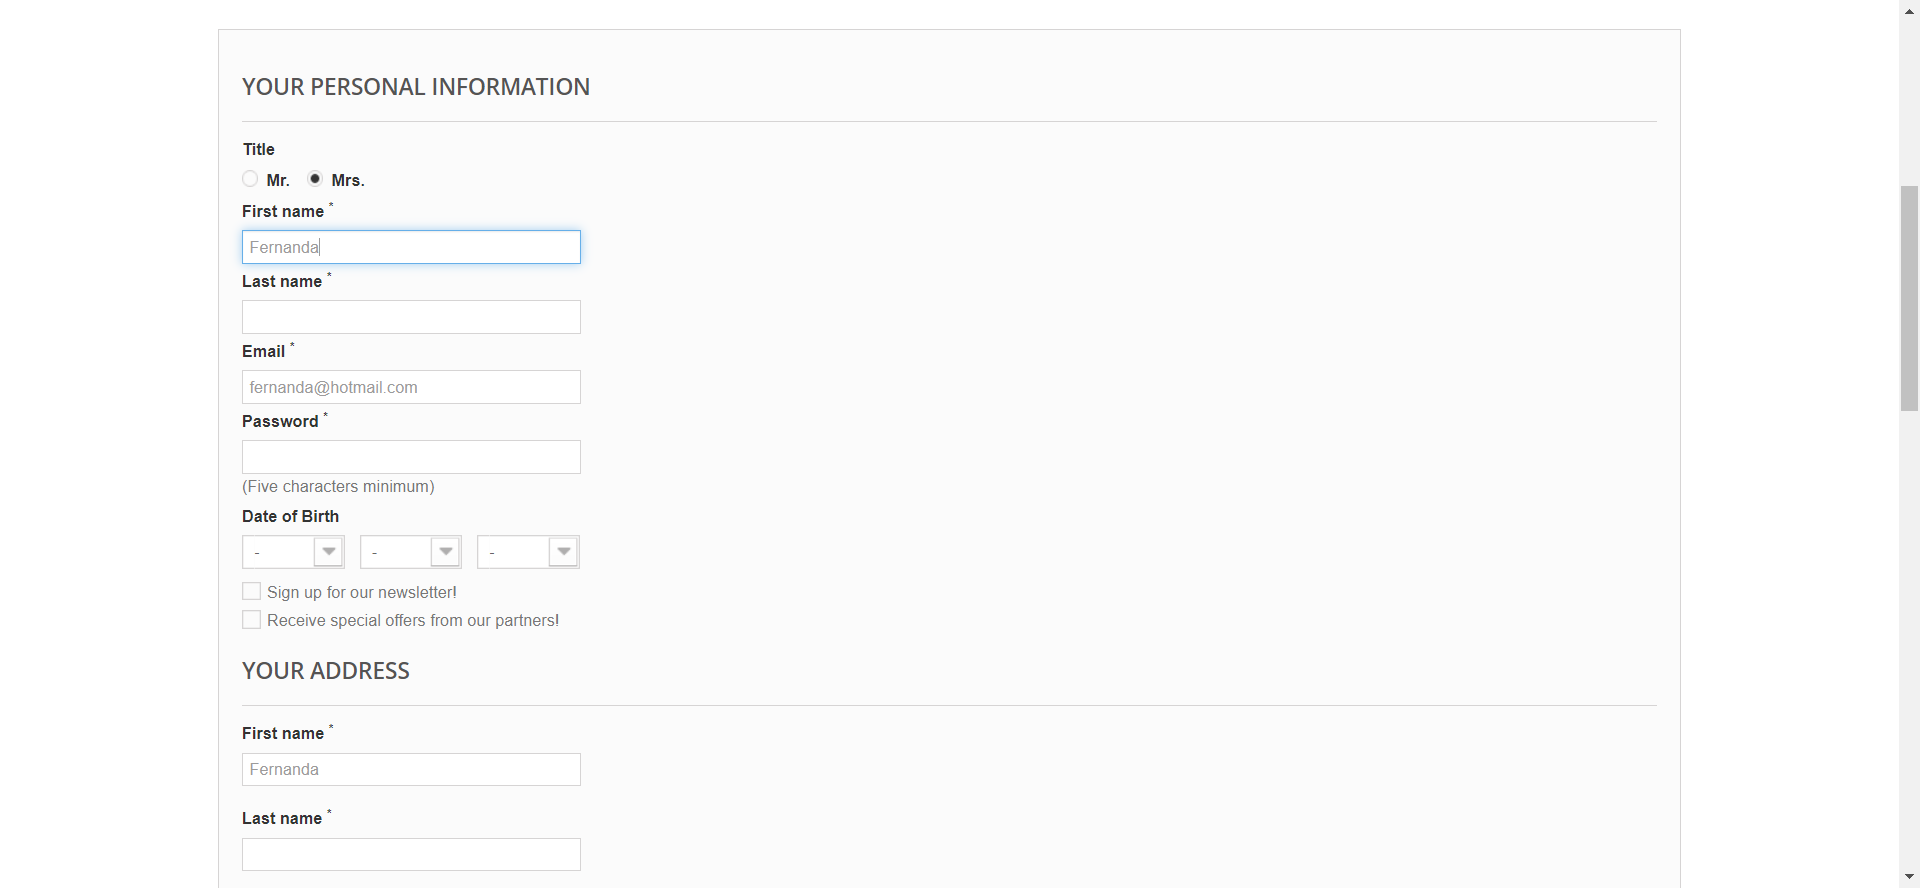 YOUR PERSONAL INFORMATION
Title
Mr. Mrs.
First name *
Fernanda
Last name *
Email *
fernanda@hotmail.com
Password *
(Five characters minimum)
Date of Birth
- - -
Sign up for our newsletter!
Receive special offers from our partners!
YOUR ADDRESS
First name *
Fernanda
Last name *